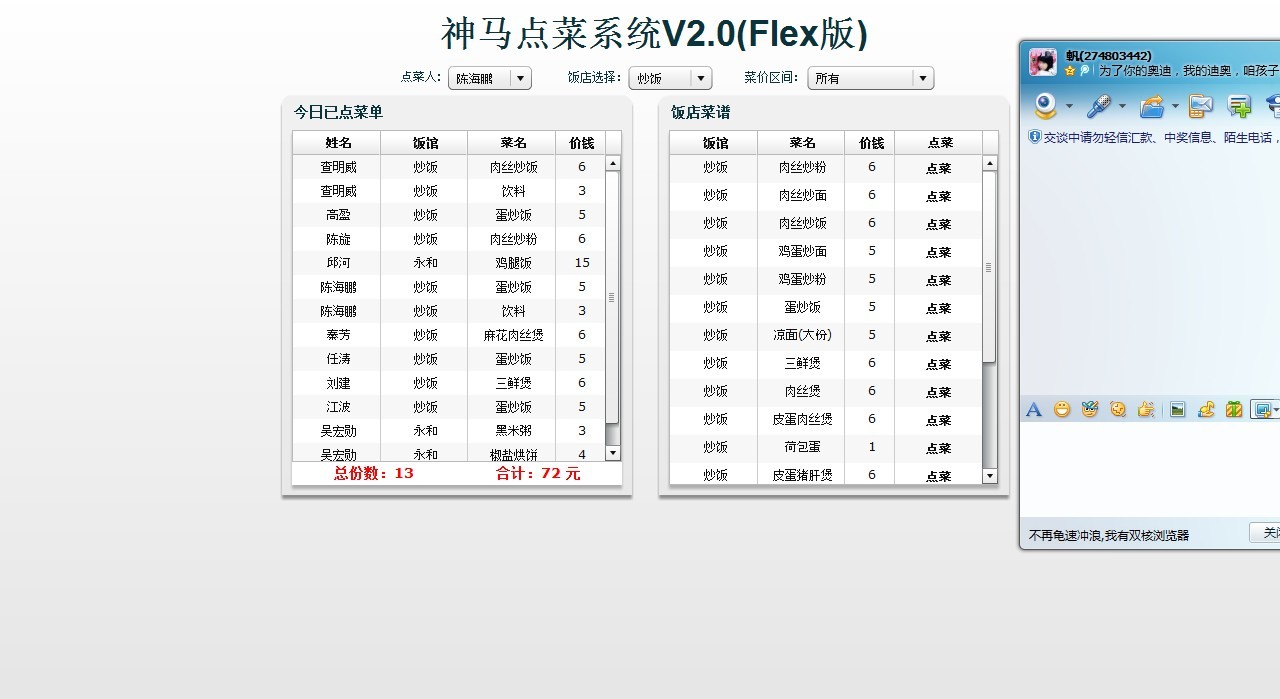 神马点菜系统V2.0(Flex版)
点菜人: 陈海鹏 饭店选择: 炒饭 菜价区间: 所有
今日已点菜单
姓名 饭馆 菜名 价钱
查明威 炒饭 肉丝炒饭 6
查明威 炒饭 饮料 3
高盈 炒饭 蛋炒饭 5
陈旋 炒饭 肉丝炒粉 6
邱河 永和 鸡腿饭 15
陈海鹏 炒饭 蛋炒饭 5
陈海鹏 炒饭 饮料 3
秦芳 炒饭 麻花肉丝煲 6
任涛 炒饭 蛋炒饭 5
刘建 炒饭 三鲜煲 6
江波 炒饭 蛋炒饭 5
吴宏勋 永和 黑米粥 3
吴宏勋 永和 椒盐烘饼 4
总份数：13 合计：72 元
饭店菜谱
饭馆 菜名 价钱 点菜
炒饭 肉丝炒粉 6 点菜
炒饭 肉丝炒面 6 点菜
炒饭 肉丝炒饭 6 点菜
炒饭 鸡蛋炒面 5 点菜
炒饭 鸡蛋炒粉 5 点菜
炒饭 蛋炒饭 5 点菜
炒饭 凉面(大份) 5 点菜
炒饭 三鲜煲 6 点菜
炒饭 肉丝煲 6 点菜
炒饭 皮蛋肉丝煲 6 点菜
炒饭 荷包蛋 1 点菜
炒饭 皮蛋猪肝煲 6 点菜
帆(274803442)
为了你的奥迪，我的迪奥，咱孩子
交谈中请勿轻信汇款、中奖信息、陌生电话，
不再龟速冲浪,我有双核浏览器
关闭